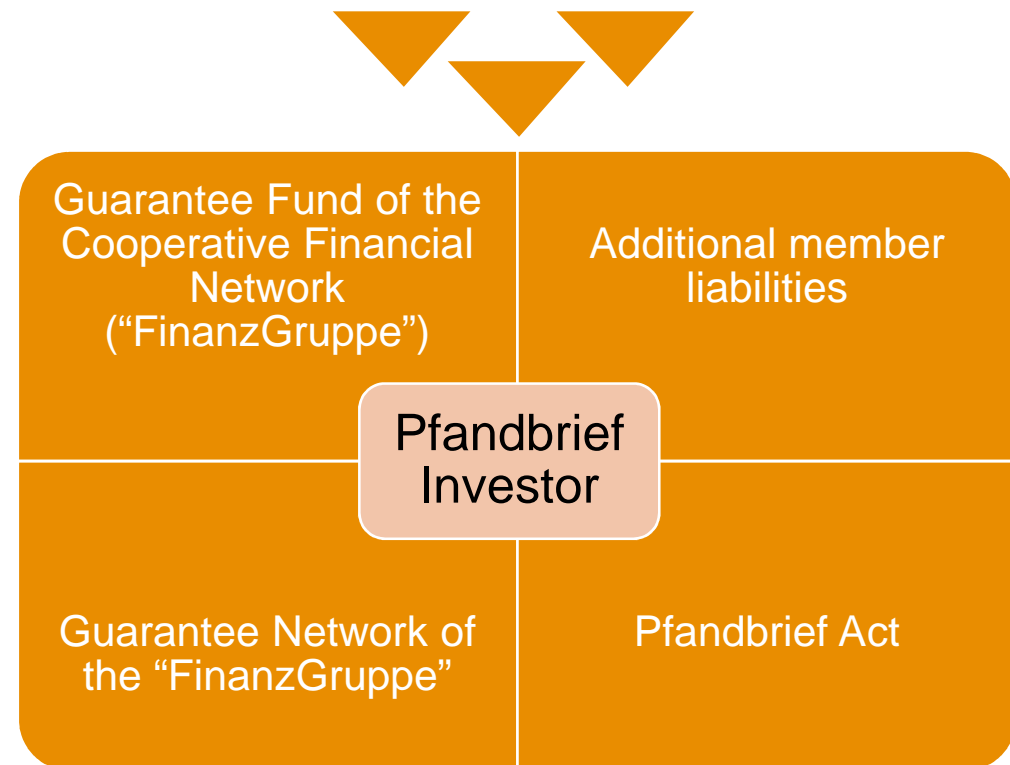 Guarantee Fund of the
Cooperative Financial
Network
(“FinanzGruppe”)
Additional member
liabilities
Pfandbrief
Investor
Guarantee Network of
the “FinanzGruppe”
Pfandbrief Act